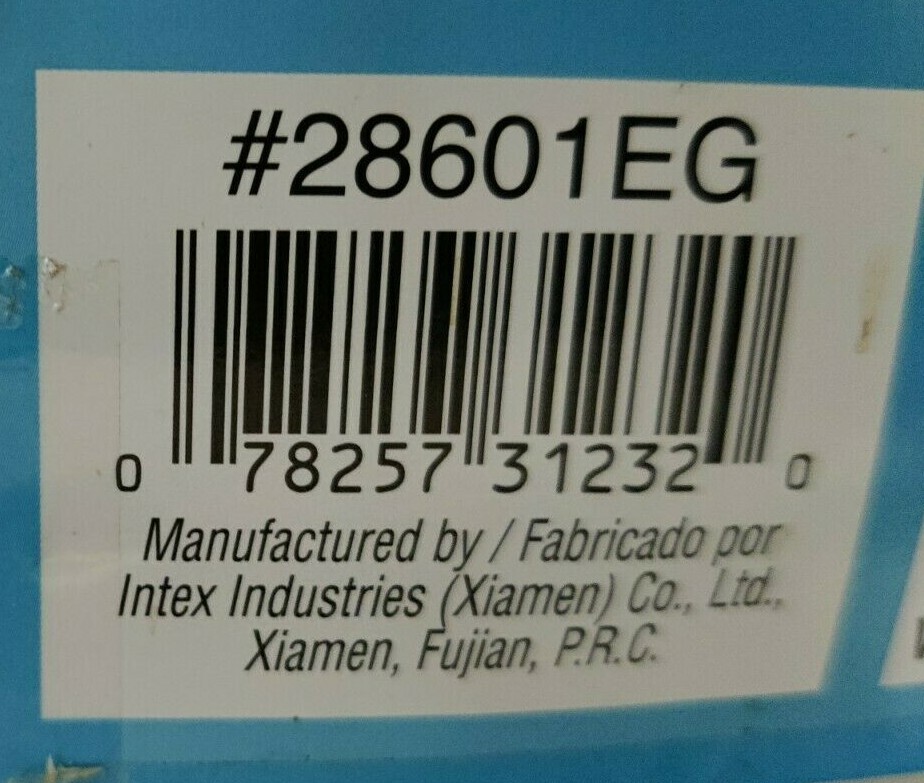 #28601EG
0 78257 31232 0
Manufactured by / Fabricado por
Intex Industries (Xiamen) Co., Ltd.,
Xiamen, Fujian, P.R.C.